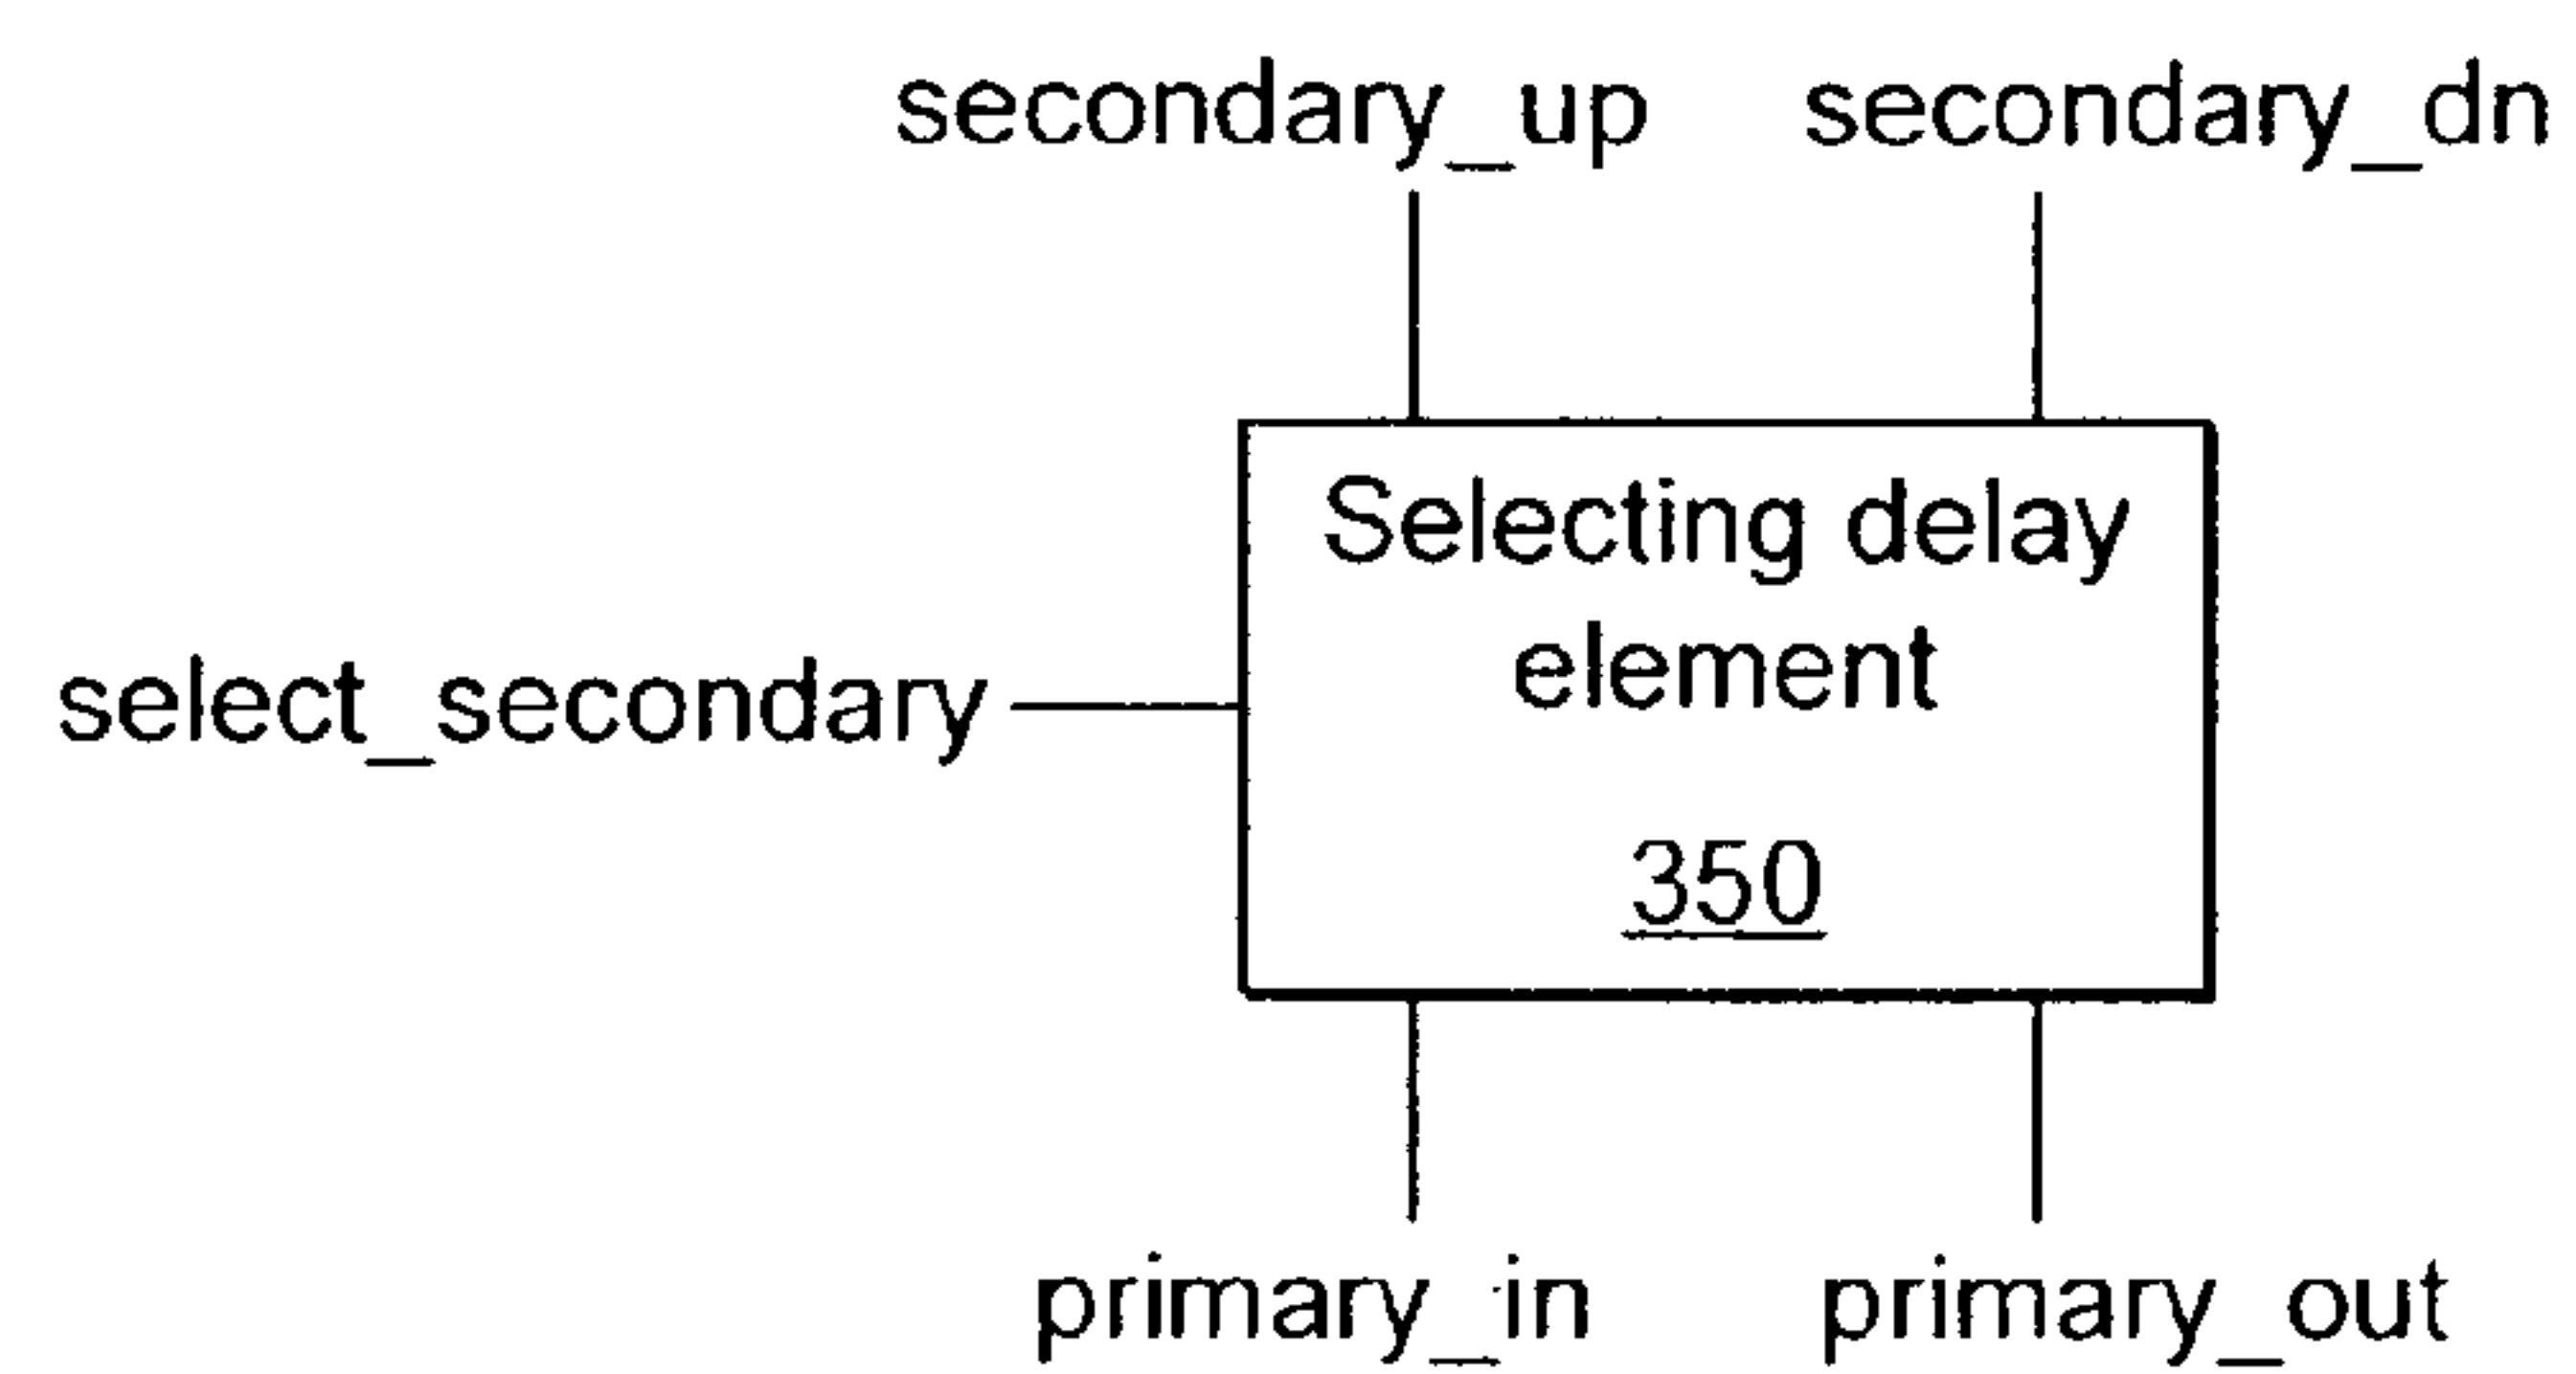 secondary_up secondary_dn
Selecting delay
element
select_secondary
350
primary_in primary_out